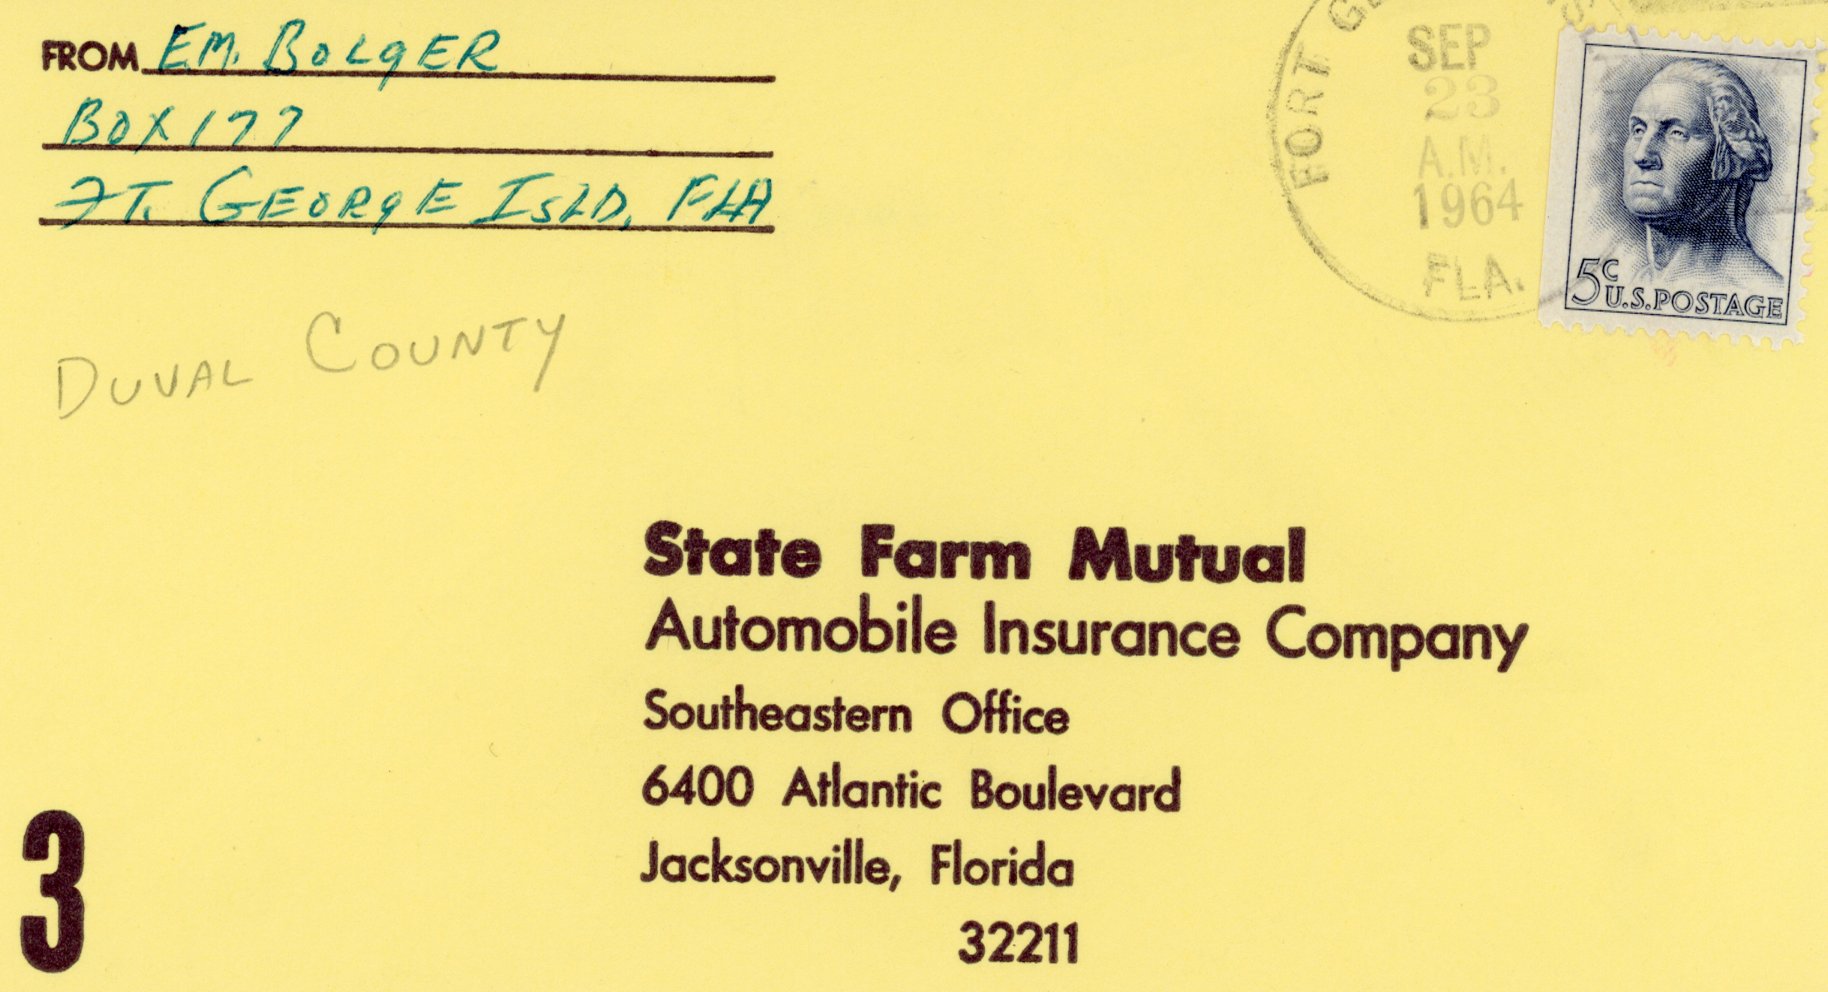 FROM E.M. BOLGER
BOX 177
FT. GEORGE ISLD, FLA
DUVAL COUNTY
FORT GE
SEP
23
A.M.
1964
FLA.
5c
U.S. POSTAGE
State Farm Mutual
Automobile Insurance Company
Southeastern Office
6400 Atlantic Boulevard
Jacksonville, Florida
32211
3